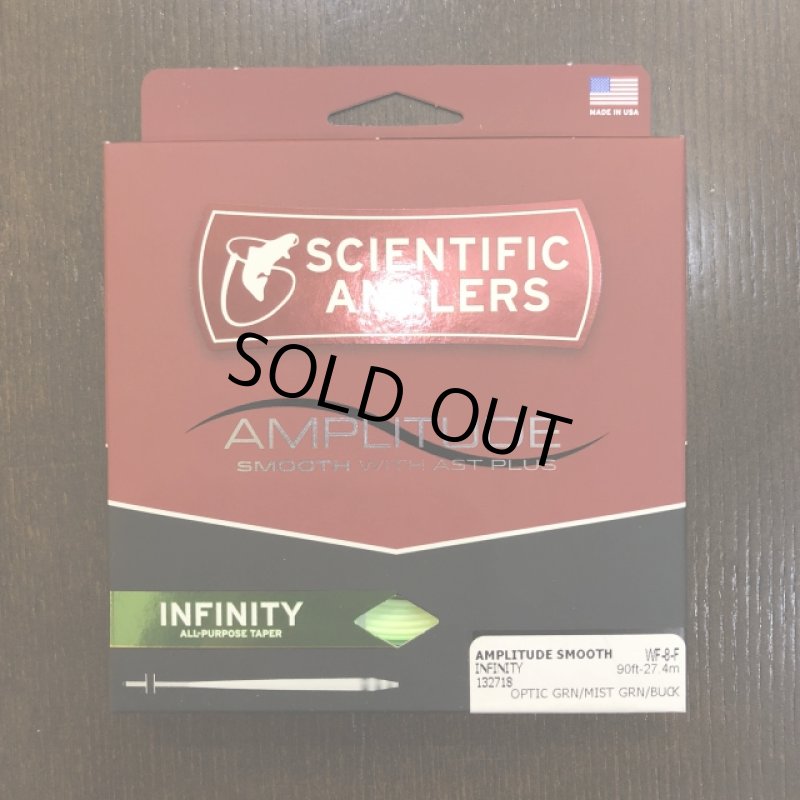 MADE IN USA
SCIENTIFIC
ANGLERS
SOLD OUT
AMPLITUDE
SMOOTH WITH AST PLUS
INFINITY
ALL-PURPOSE TAPER
AMPLITUDE SMOOTH WF-8-F
INFINITY 90ft-27.4m
132718
OPTIC GRN/MIST GRN/BUCK